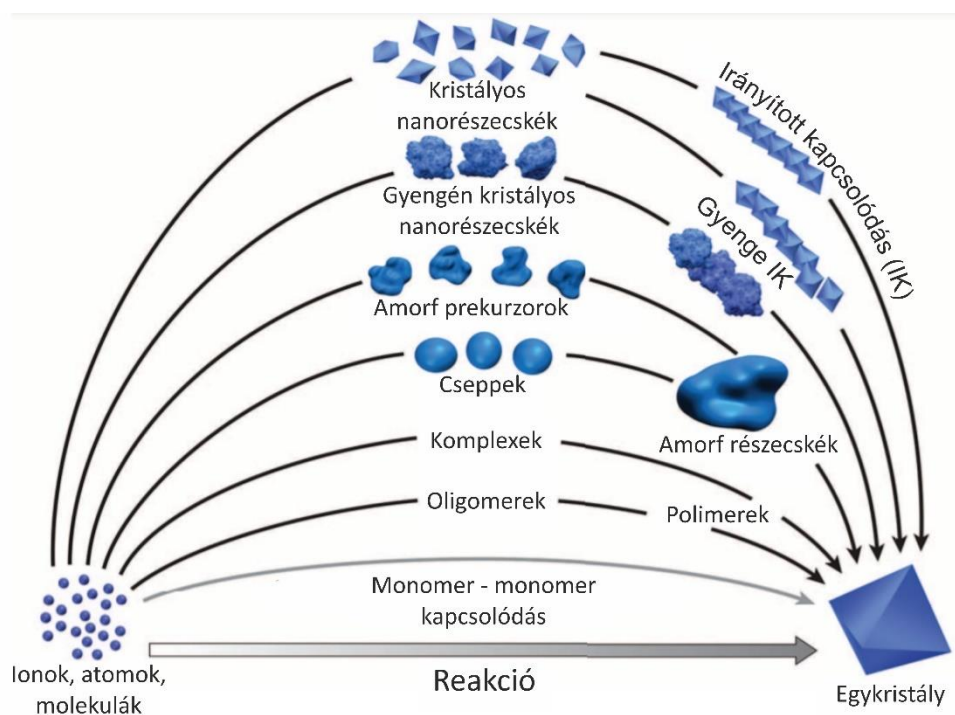 Kristályos
nanorészecskék
Irányított kapcsolódás (IK)
Gyengén kristályos
nanorészecskék
Gyenge IK
Amorf prekurzorok
Cseppek
Amorf részecskék
Komplexek
Oligomerek
Polimerek
Monomer - monomer
kapcsolódás
Ionok, atomok,
molekulák
Reakció
Egykristály